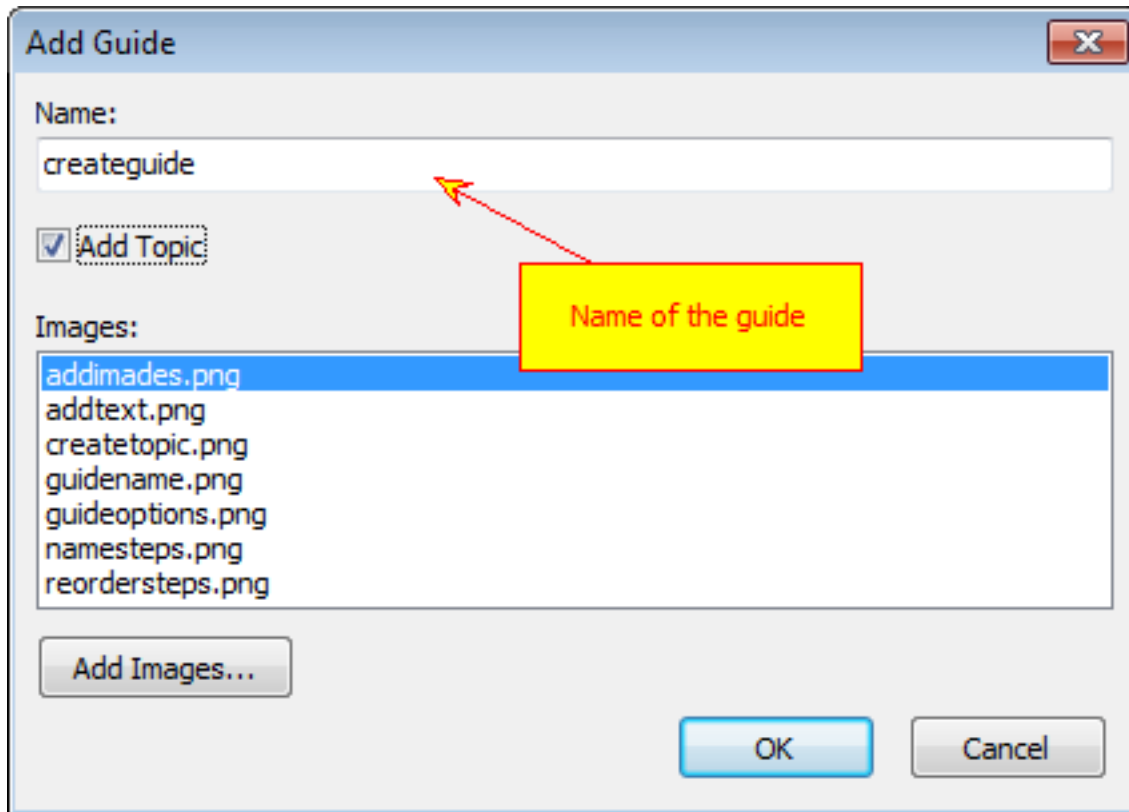 Add Guide
Name:
createguide
Add Topic
Name of the guide
Images:
addimades.png
addtext.png
createtopic.png
guidename.png
guideoptions.png
namesteps.png
reordersteps.png
Add Images...
OK
Cancel